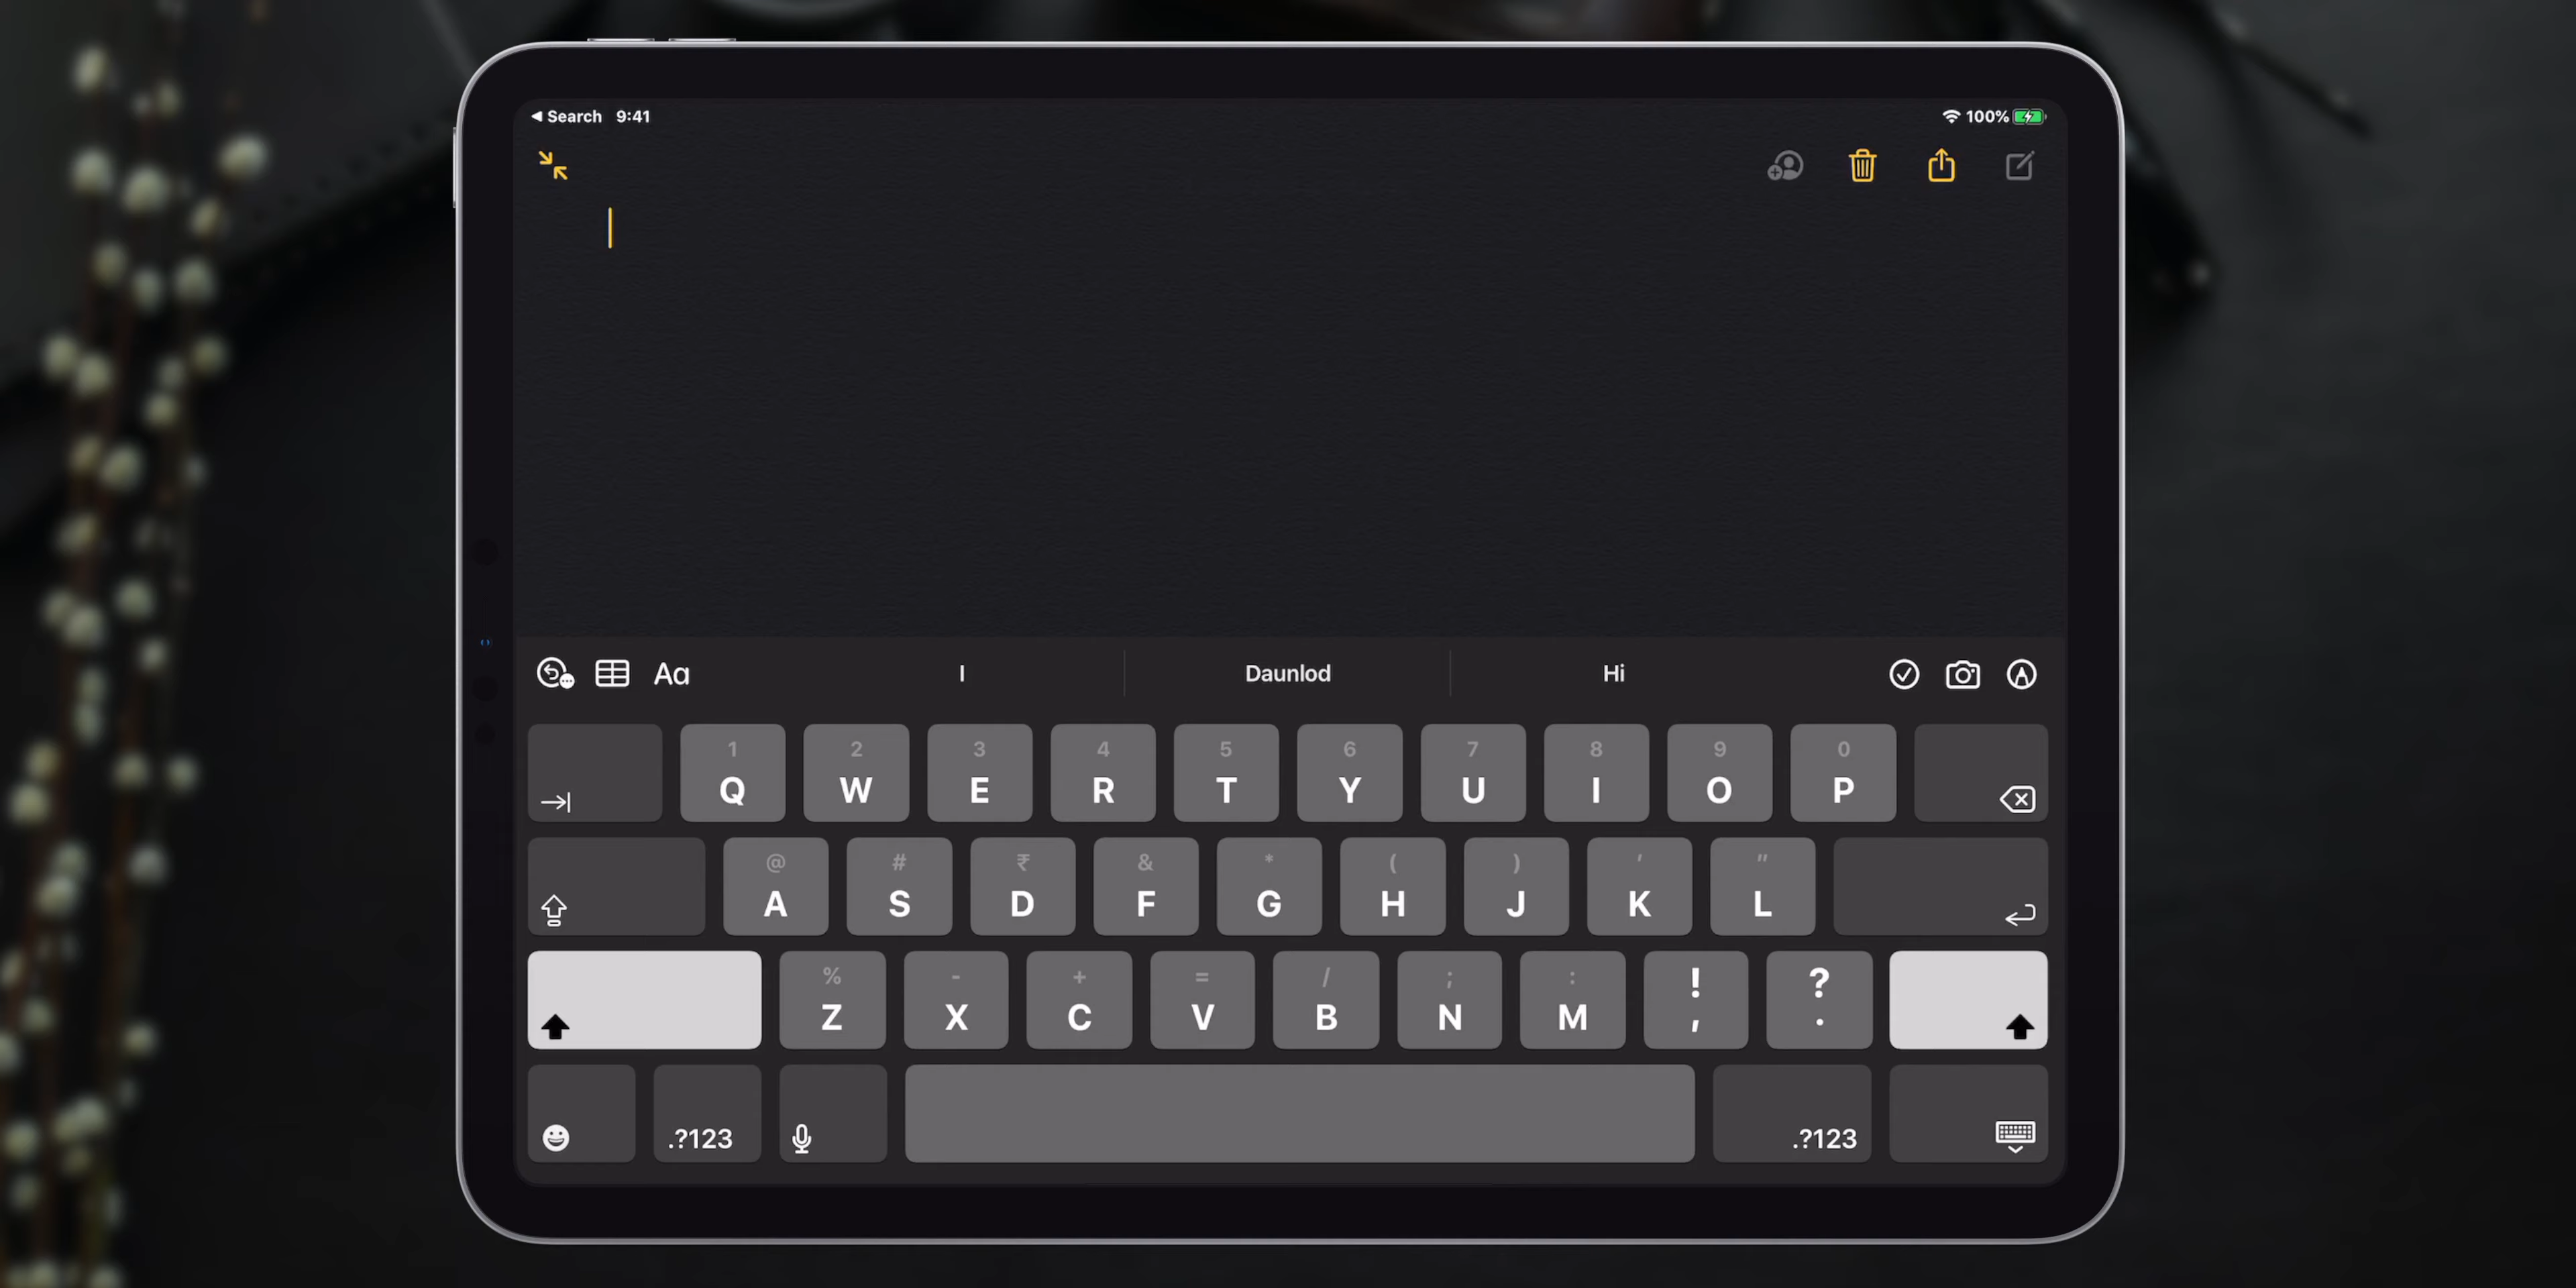 Search 9:41 100%
Aa I Daunlod Hi
1 2 3 4 5 6 7 8 9 0
Q W E R T Y U I O P
@ # ₹ & * ( ) ' "
A S D F G H J K L
% - + = / ; : ! ?
Z X C V B N M , .
.?123 .?123